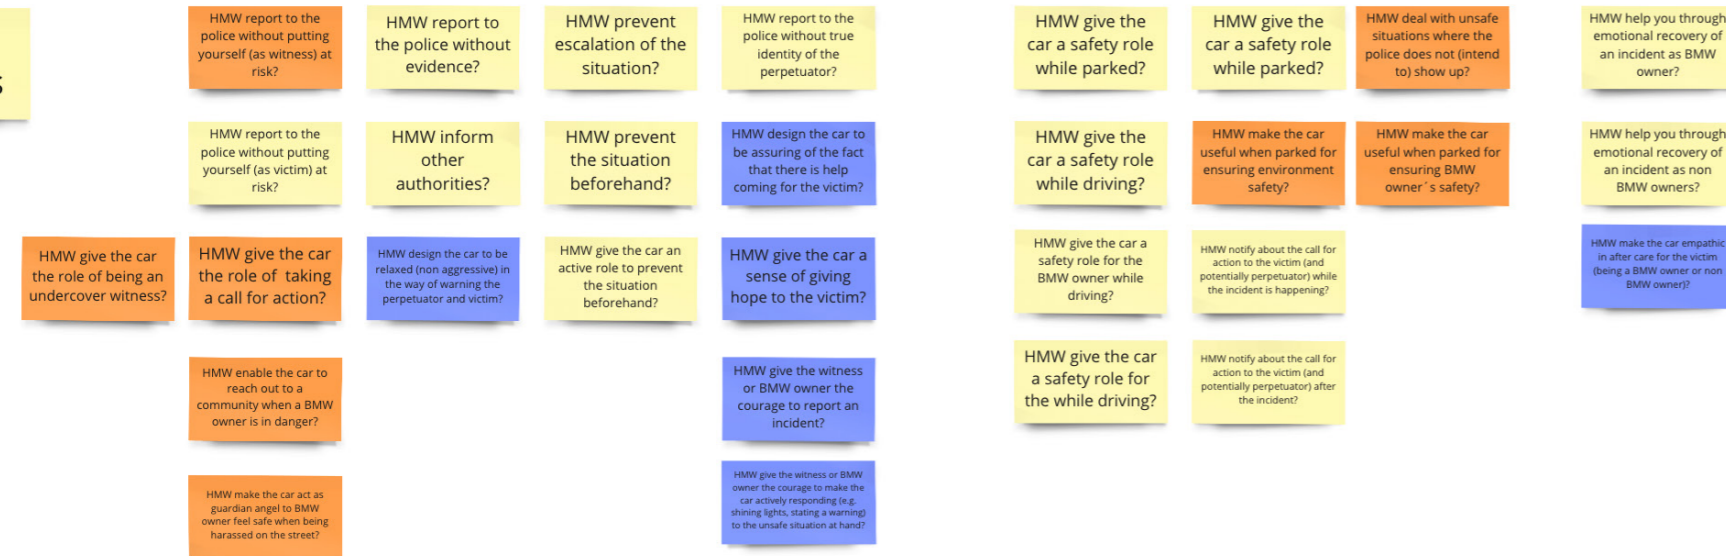 S
HMW report to the
police without putting
yourself (as witness) at
risk?
HMW report to
the police without
evidence?
HMW prevent
escalation of the
situation?
HMW report to the
police without true
identity of the
perpetuator?
HMW give the
car a safety role
while parked?
HMW give the
car a safety role
while parked?
HMW deal with unsafe
situations where the
police does not (intend
to) show up?
HMW help you through
emotional recovery of
an incident as BMW
owner?
HMW report to the
police without putting
yourself (as victim) at
risk?
HMW inform
other
authorities?
HMW prevent
the situation
beforehand?
HMW design the car to
be assuring of the fact
that there is help
coming for the victim?
HMW give the
car a safety role
while driving?
HMW make the car
useful when parked for
ensuring environment
safety?
HMW make the car
useful when parked for
ensuring BMW
owner´s safety?
HMW help you through
emotional recovery of
an incident as non
BMW owners?
HMW give the car
the role of being an
undercover witness?
HMW give the car
the role of taking
a call for action?
HMW design the car to be
relaxed (non aggressive) in
the way of warning the
perpetuator and victim?
HMW give the car an
active role to prevent
the situation
beforehand?
HMW give the car a
sense of giving
hope to the victim?
HMW give the car a
safety role for the
BMW owner while
driving?
HMW notify about the call for
action to the victim (and
potentially perpetuator) while
the incident is happening?
HMW make the car empathic
in after care for the victim
(being a BMW owner or non
BMW owner)?
HMW enable the car to
reach out to a
community when a BMW
owner is in danger?
HMW give the witness
or BMW owner the
courage to report an
incident?
HMW give the car
a safety role for
the while driving?
HMW notify about the call for
action to the victim (and
potentially perpetuator) after
the incident?
HMW make the car act as
guardian angel to BMW
owner feel safe when being
harassed on the street?
HMW give the witness or BMW
owner the courage to make the
car actively responding (e.g.
shining lights, stating a warning)
to the unsafe situation at hand?